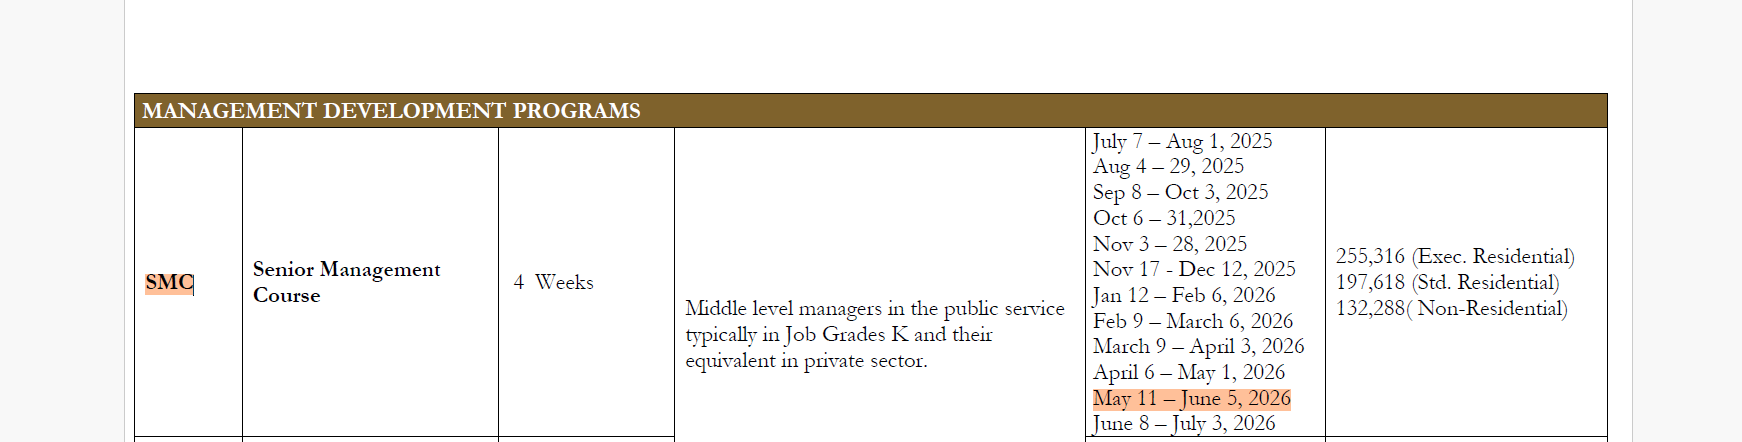 MANAGEMENT DEVELOPMENT PROGRAMS
SMC
Senior Management
Course
4 Weeks
Middle level managers in the public service
typically in Job Grades K and their
equivalent in private sector.
July 7 – Aug 1, 2025
Aug 4 – 29, 2025
Sep 8 – Oct 3, 2025
Oct 6 – 31,2025
Nov 3 – 28, 2025
Nov 17 - Dec 12, 2025
Jan 12 – Feb 6, 2026
Feb 9 – March 6, 2026
March 9 – April 3, 2026
April 6 – May 1, 2026
May 11 – June 5, 2026
June 8 – July 3, 2026
255,316 (Exec. Residential)
197,618 (Std. Residential)
132,288( Non-Residential)